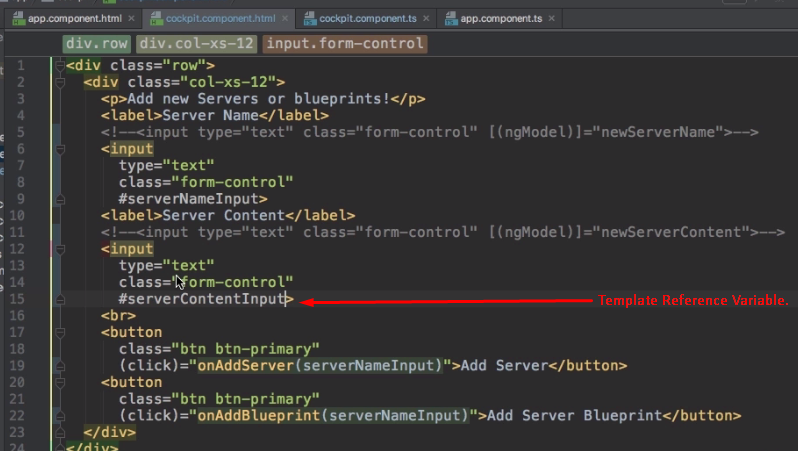 app.component.html × cockpit.component.html × cockpit.component.ts × app.component.ts ×
div.row div.col-xs-12 input.form-control
1 <div class="row">
2 <div class="col-xs-12">
3 <p>Add new Servers or blueprints!</p>
4 <label>Server Name</label>
5 <!--<input type="text" class="form-control" [(ngModel)]="newServerName">-->
6 <input
7 type="text"
8 class="form-control"
9 #serverNameInput>
10 <label>Server Content</label>
11 <!--<input type="text" class="form-control" [(ngModel)]="newServerContent">-->
12 <input
13 type="text"
14 class="form-control"
15 #serverContentInput> Template Reference Variable.
16 <br>
17 <button
18 class="btn btn-primary"
19 (click)="onAddServer(serverNameInput)">Add Server</button>
20 <button
21 class="btn btn-primary"
22 (click)="onAddBlueprint(serverNameInput)">Add Server Blueprint</button>
23 </div>
24 </div>